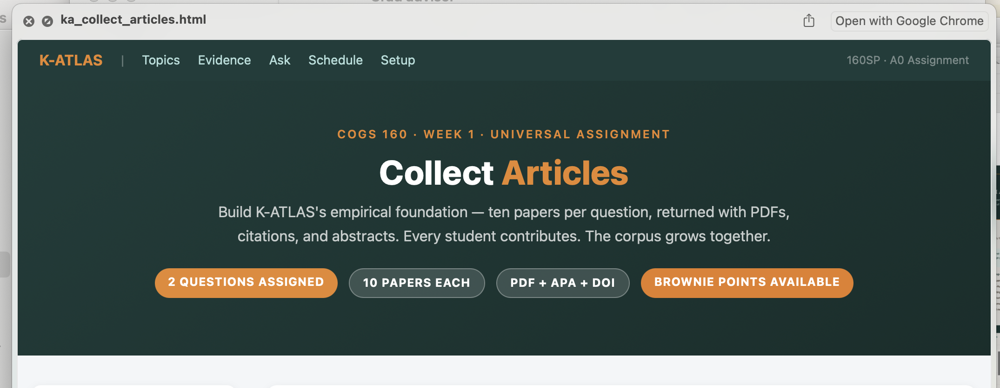 ka_collect_articles.html
Open with Google Chrome
K-ATLAS | Topics Evidence Ask Schedule Setup
160SP · A0 Assignment
COGS 160 · WEEK 1 · UNIVERSAL ASSIGNMENT
Collect Articles
Build K-ATLAS's empirical foundation — ten papers per question, returned with PDFs,
citations, and abstracts. Every student contributes. The corpus grows together.
2 QUESTIONS ASSIGNED
10 PAPERS EACH
PDF + APA + DOI
BROWNIE POINTS AVAILABLE